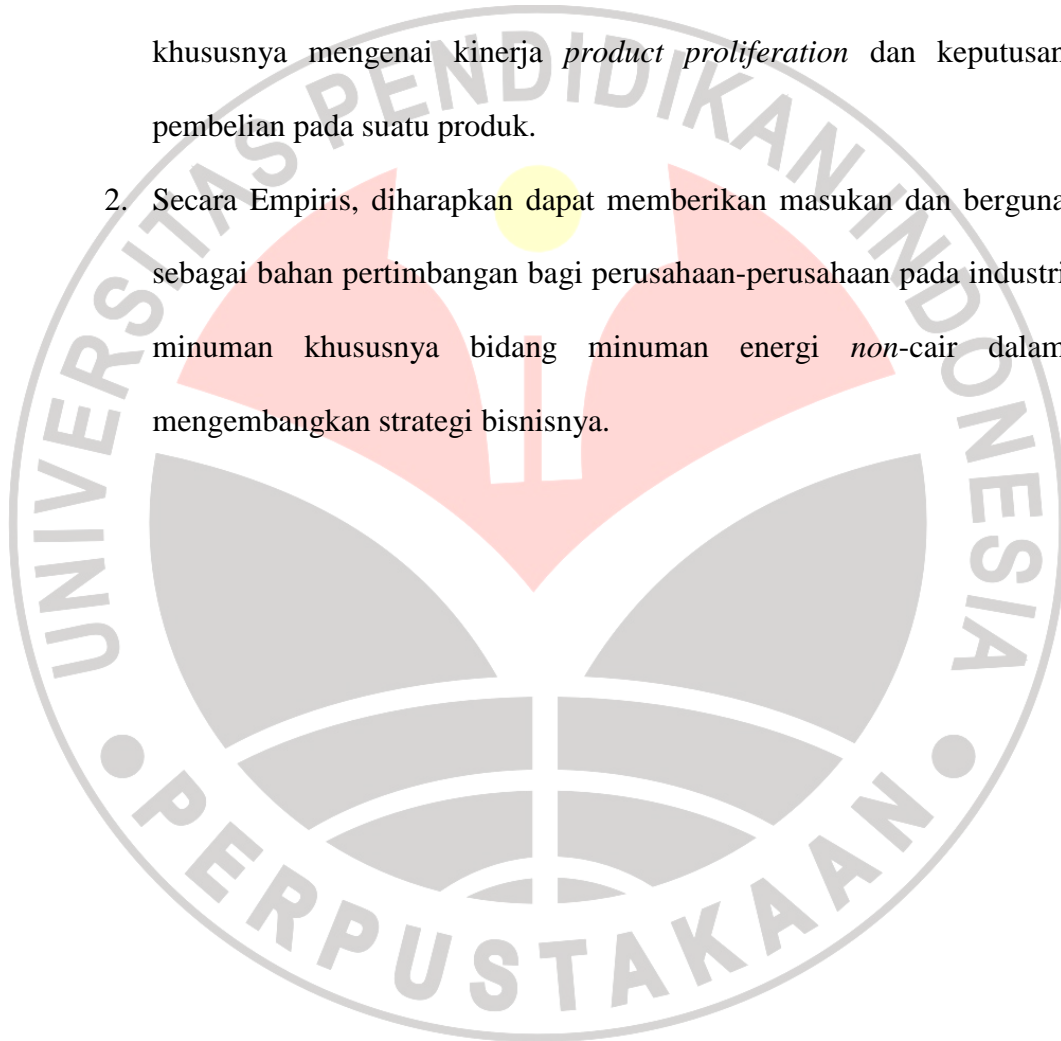 khususnya mengenai kinerja product proliferation dan keputusan
pembelian pada suatu produk.
2. Secara Empiris, diharapkan dapat memberikan masukan dan berguna
sebagai bahan pertimbangan bagi perusahaan-perusahaan pada industri
minuman khususnya bidang minuman energi non-cair dalam
mengembangkan strategi bisnisnya.
UNIVERSITAS PENDIDIKAN INDONESIA
PERPUSTAKAAN